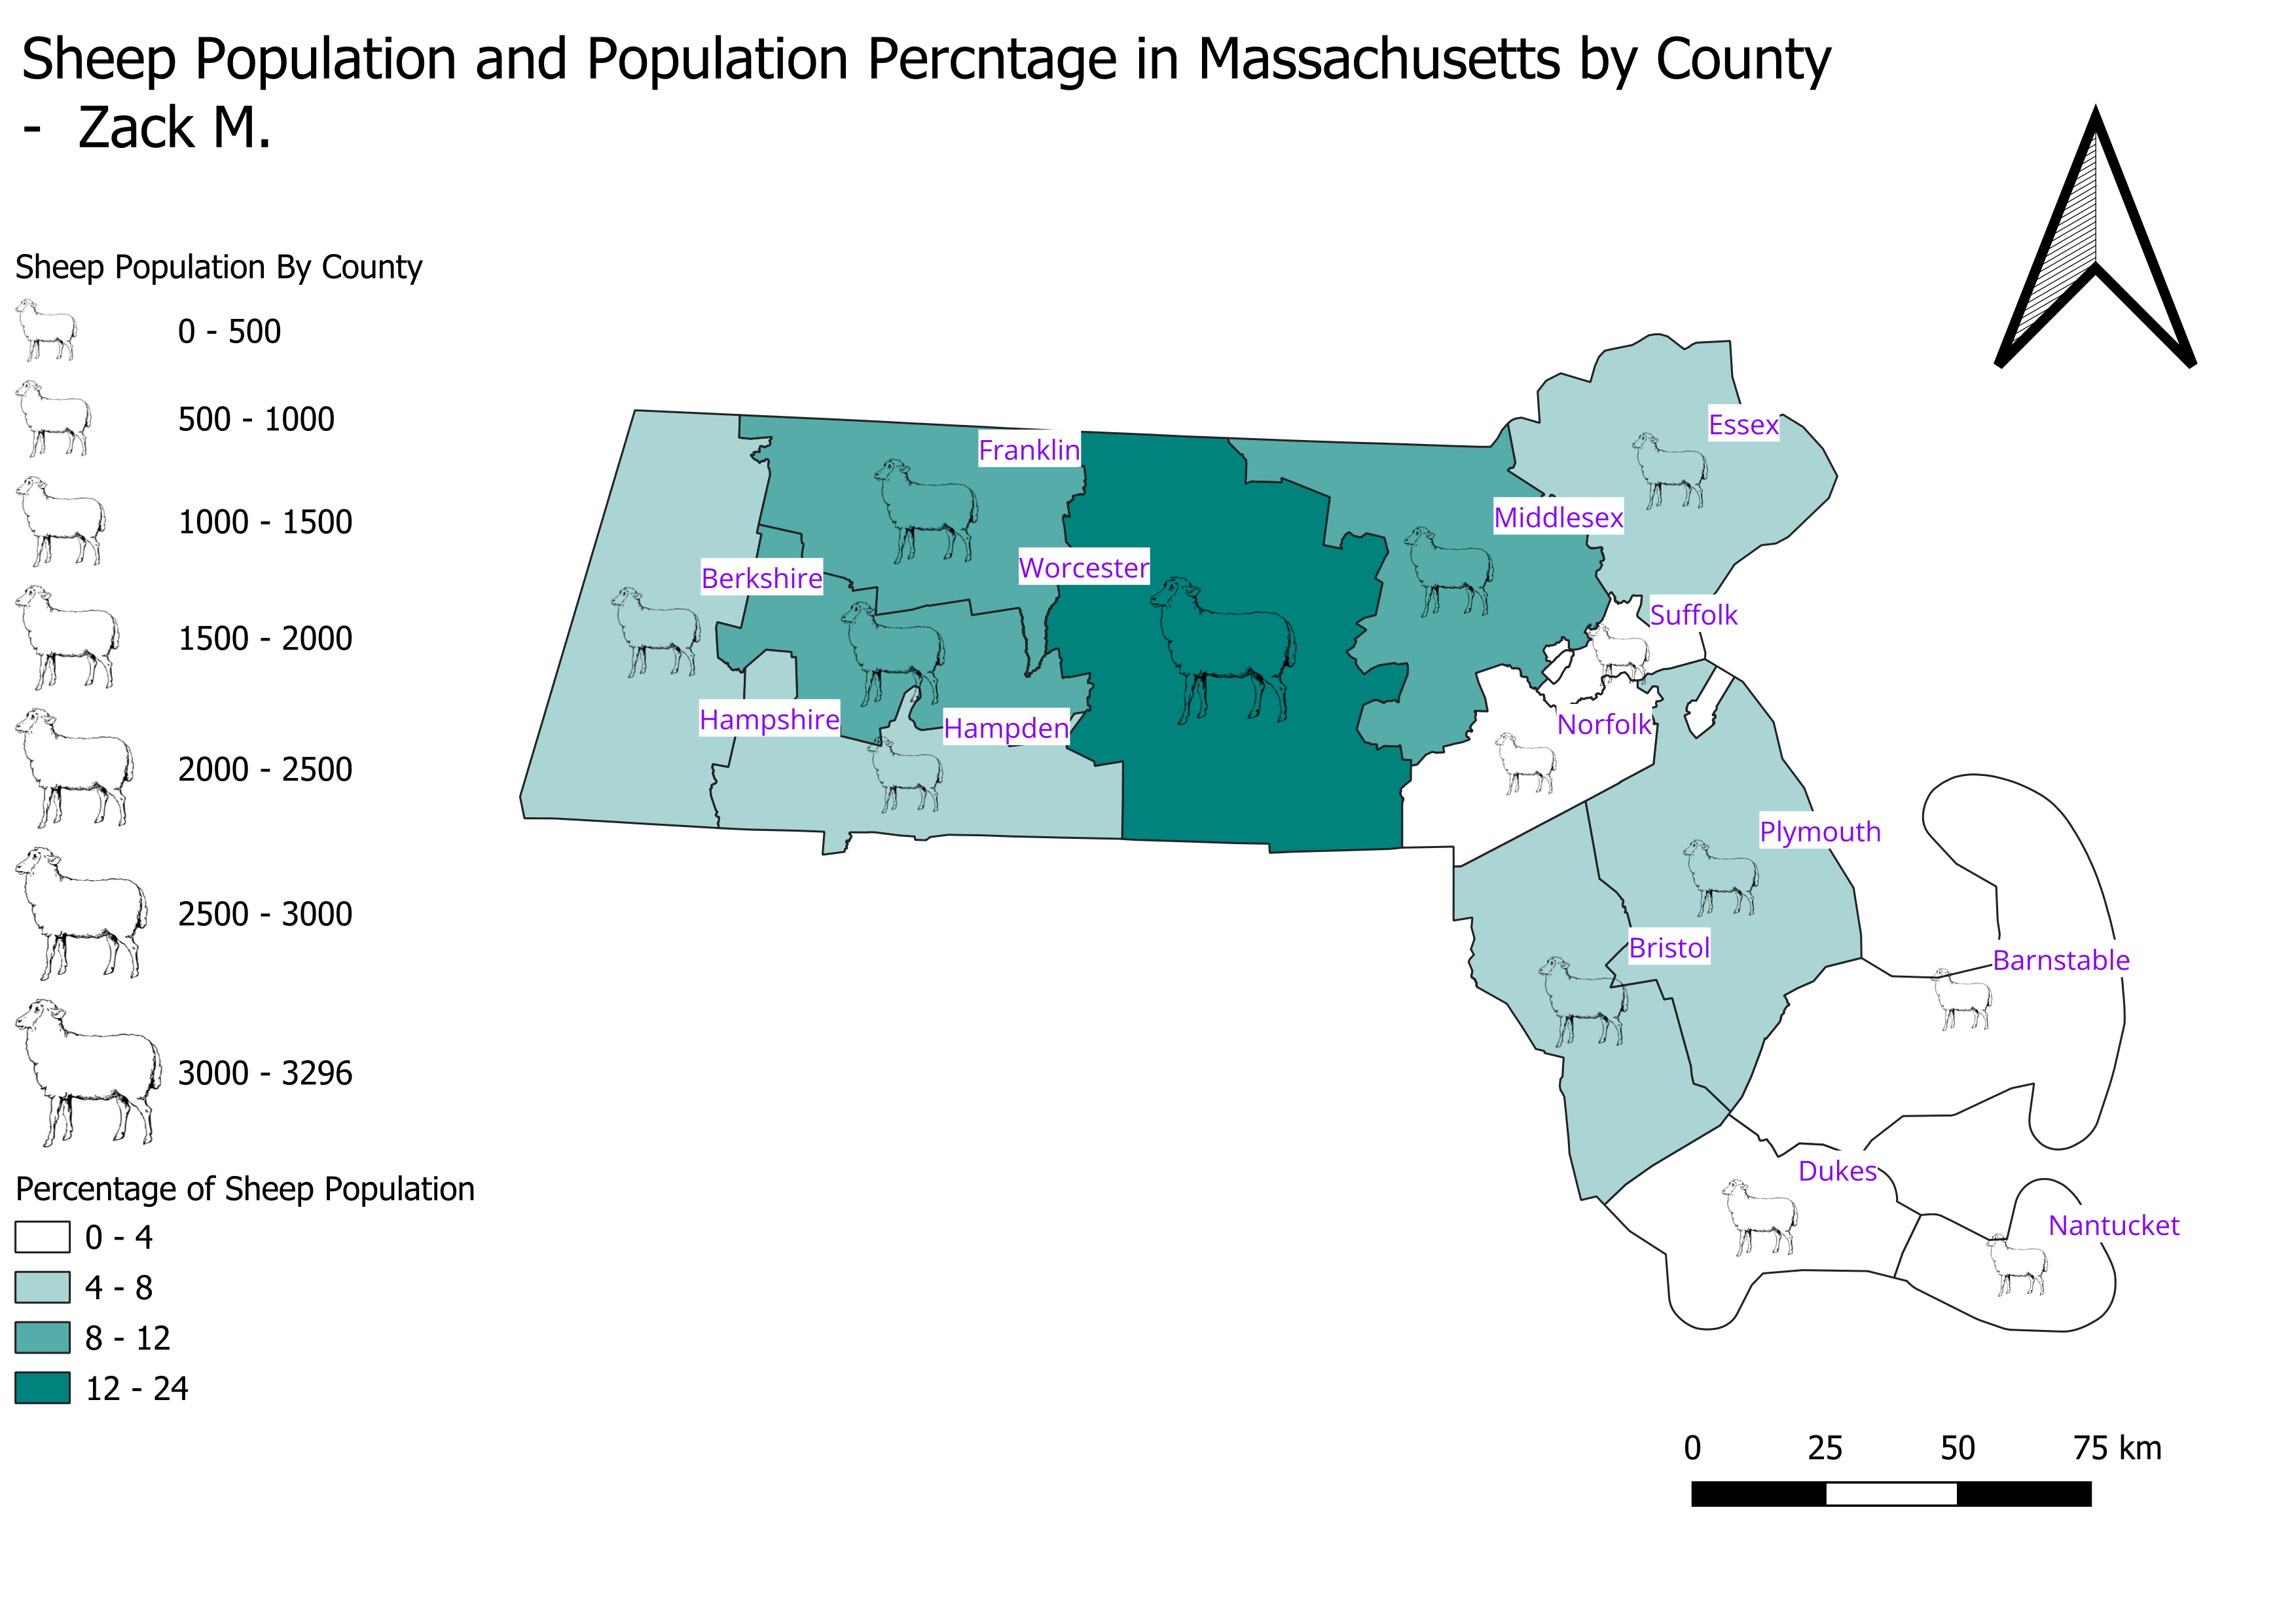 Sheep Population and Population Percntage in Massachusetts by County
- Zack M.
Sheep Population By County
0 - 500
500 - 1000
1000 - 1500
1500 - 2000
2000 - 2500
2500 - 3000
3000 - 3296
Percentage of Sheep Population
0 - 4
4 - 8
8 - 12
12 - 24
Essex
Franklin
Middlesex
Worcester
Berkshire
Suffolk
Hampshire
Hampden
Norfolk
Plymouth
Bristol
Barnstable
Dukes
Nantucket
0 25 50 75 km